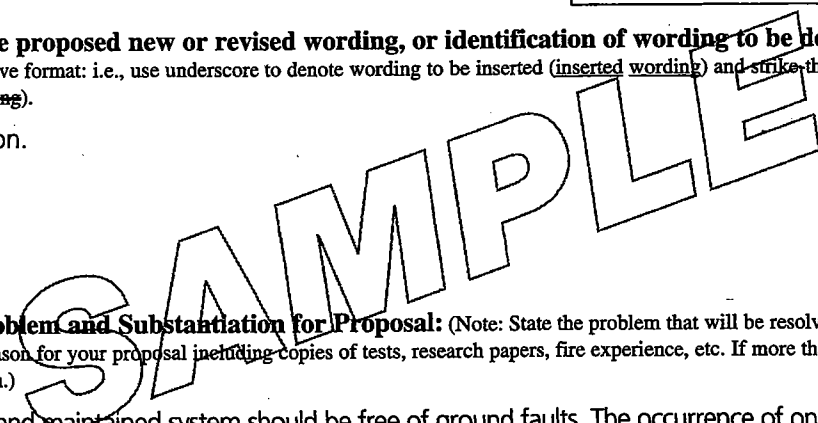 e proposed new or revised wording, or identification of wording to be de
ve format: i.e., use underscore to denote wording to be inserted (inserted wording) and strike-th
ng).
on.
SAMPLE
oblem and Substantiation for Proposal: (Note: State the problem that will be resolv
ason for your proposal including copies of tests, research papers, fire experience, etc. If more th
.)
and maintained system should be free of ground faults. The occurrence of on